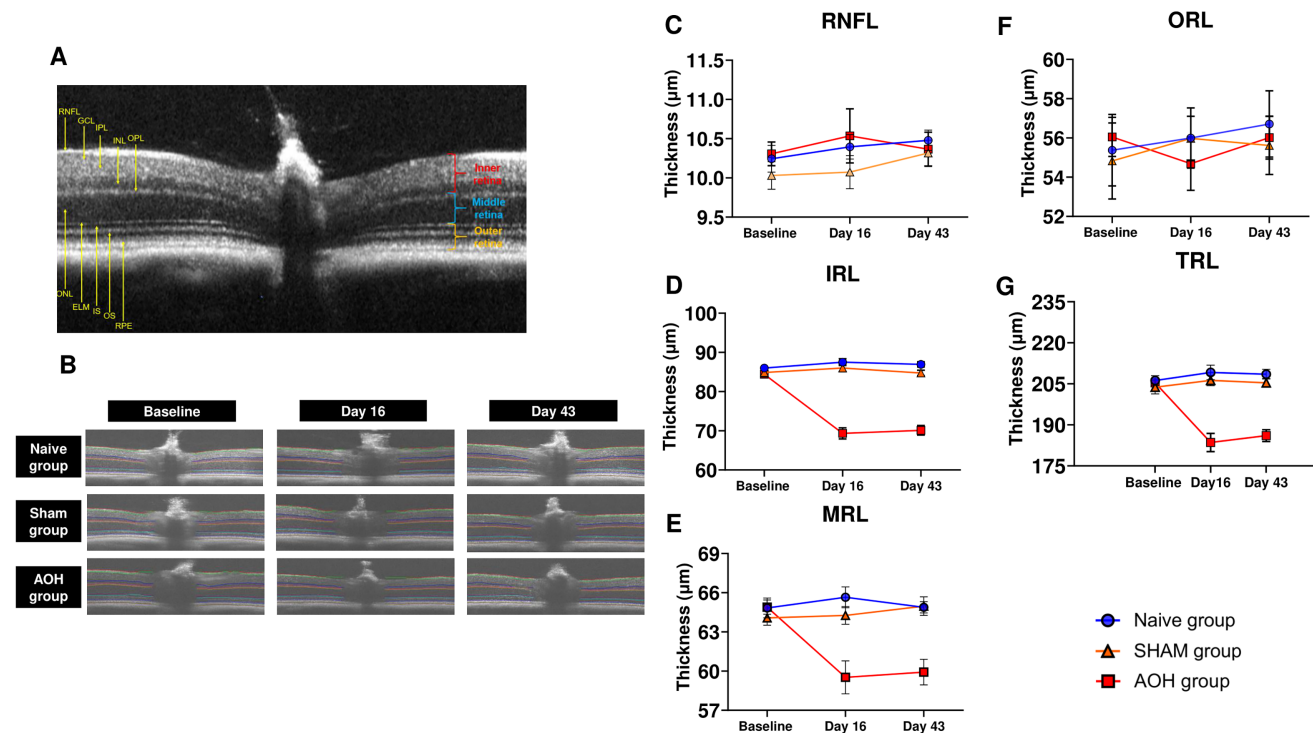 A
RNFL
GCL
IPL
INL
OPL
Inner
retina
Middle
retina
Outer
retina
ONL
ELM
IS
OS
RPE
B
Baseline
Day 16
Day 43
Naive
group
Sham
group
AOH
group
C
RNFL
Thickness (µm)
11.5
11.0
10.5
10.0
9.5
Baseline
Day 16
Day 43
D
IRL
Thickness (µm)
100
90
80
70
60
Baseline
Day 16
Day 43
E
MRL
Thickness (µm)
69
66
63
60
57
Baseline
Day 16
Day 43
F
ORL
Thickness (µm)
60
58
56
54
52
Baseline
Day 16
Day 43
G
TRL
Thickness (µm)
235
220
205
190
175
Baseline
Day16
Day 43
Naive group
SHAM group
AOH group